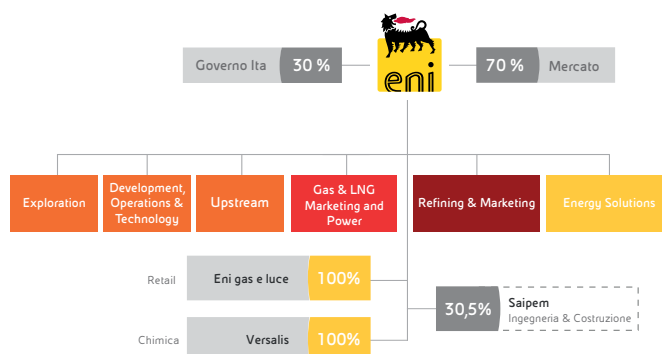 Governo Ita 30 %
eni
70 % Mercato
Exploration
Development,
Operations &
Technology
Upstream
Gas & LNG
Marketing and
Power
Refining & Marketing
Energy Solutions
Retail
Eni gas e luce 100%
30,5%
Saipem
Ingegneria & Costruzione
Chimica
Versalis 100%